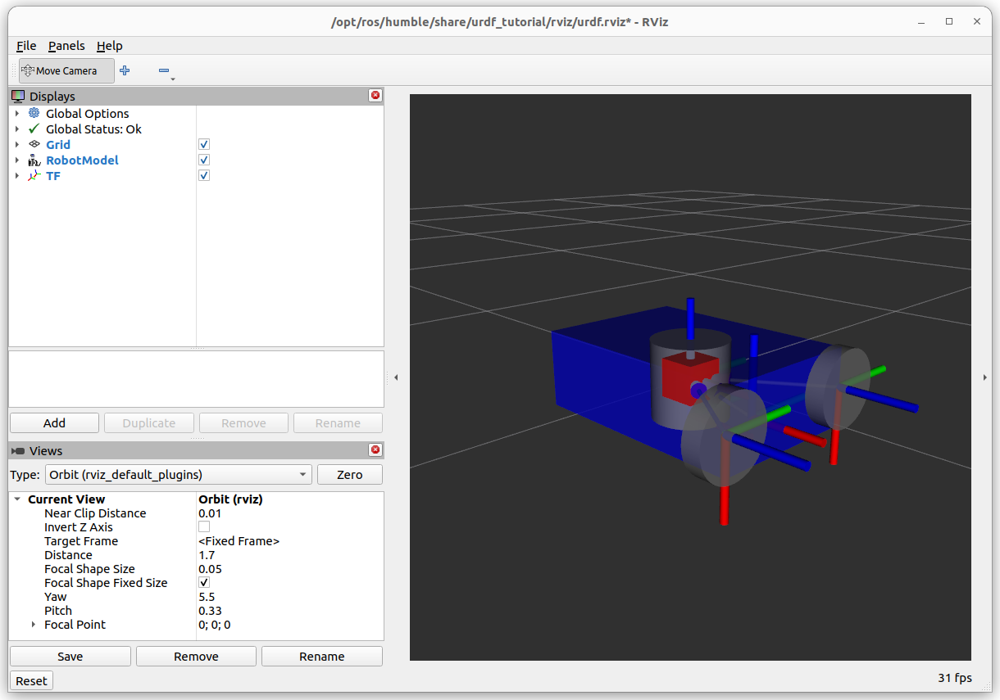 /opt/ros/humble/share/urdf_tutorial/rviz/urdf.rviz* - RViz
File Panels Help
Move Camera
Displays
Global Options
Global Status: Ok
Grid
RobotModel
TF
Add Duplicate Remove Rename
Views
Type: Orbit (rviz_default_plugins) Zero
Current View Orbit (rviz)
Near Clip Distance 0.01
Invert Z Axis
Target Frame <Fixed Frame>
Distance 1.7
Focal Shape Size 0.05
Focal Shape Fixed Size
Yaw 5.5
Pitch 0.33
Focal Point 0; 0; 0
Save Remove Rename
Reset 31 fps